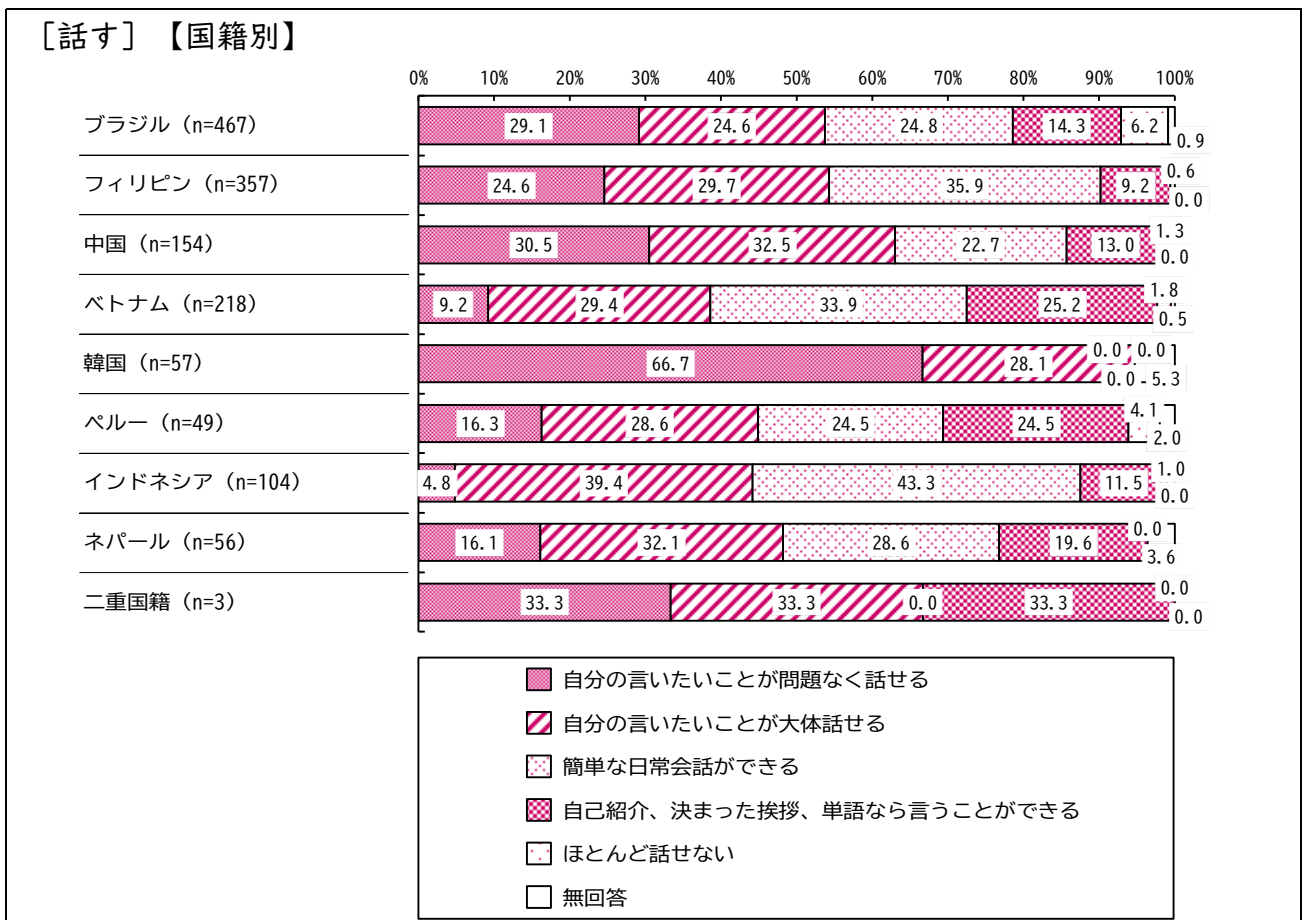 ［話す］【国籍別】
0% 10% 20% 30% 40% 50% 60% 70% 80% 90% 100%
ブラジル (n=467) 29.1 24.6 24.8 14.3 6.2 0.9
フィリピン (n=357) 24.6 29.7 35.9 9.2 0.6 0.0
中国 (n=154) 30.5 32.5 22.7 13.0 1.3 0.0
ベトナム (n=218) 9.2 29.4 33.9 25.2 1.8 0.5
韓国 (n=57) 66.7 28.1 0.0 0.0 0.0 5.3
ペルー (n=49) 16.3 28.6 24.5 24.5 4.1 2.0
インドネシア (n=104) 4.8 39.4 43.3 11.5 1.0 0.0
ネパール (n=56) 16.1 32.1 28.6 19.6 0.0 3.6
二重国籍 (n=3) 33.3 33.3 0.0 33.3 0.0 0.0
自分の言いたいことが問題なく話せる
自分の言いたいことが大体話せる
簡単な日常会話ができる
自己紹介、決まった挨拶、単語なら言うことができる
ほとんど話せない
無回答